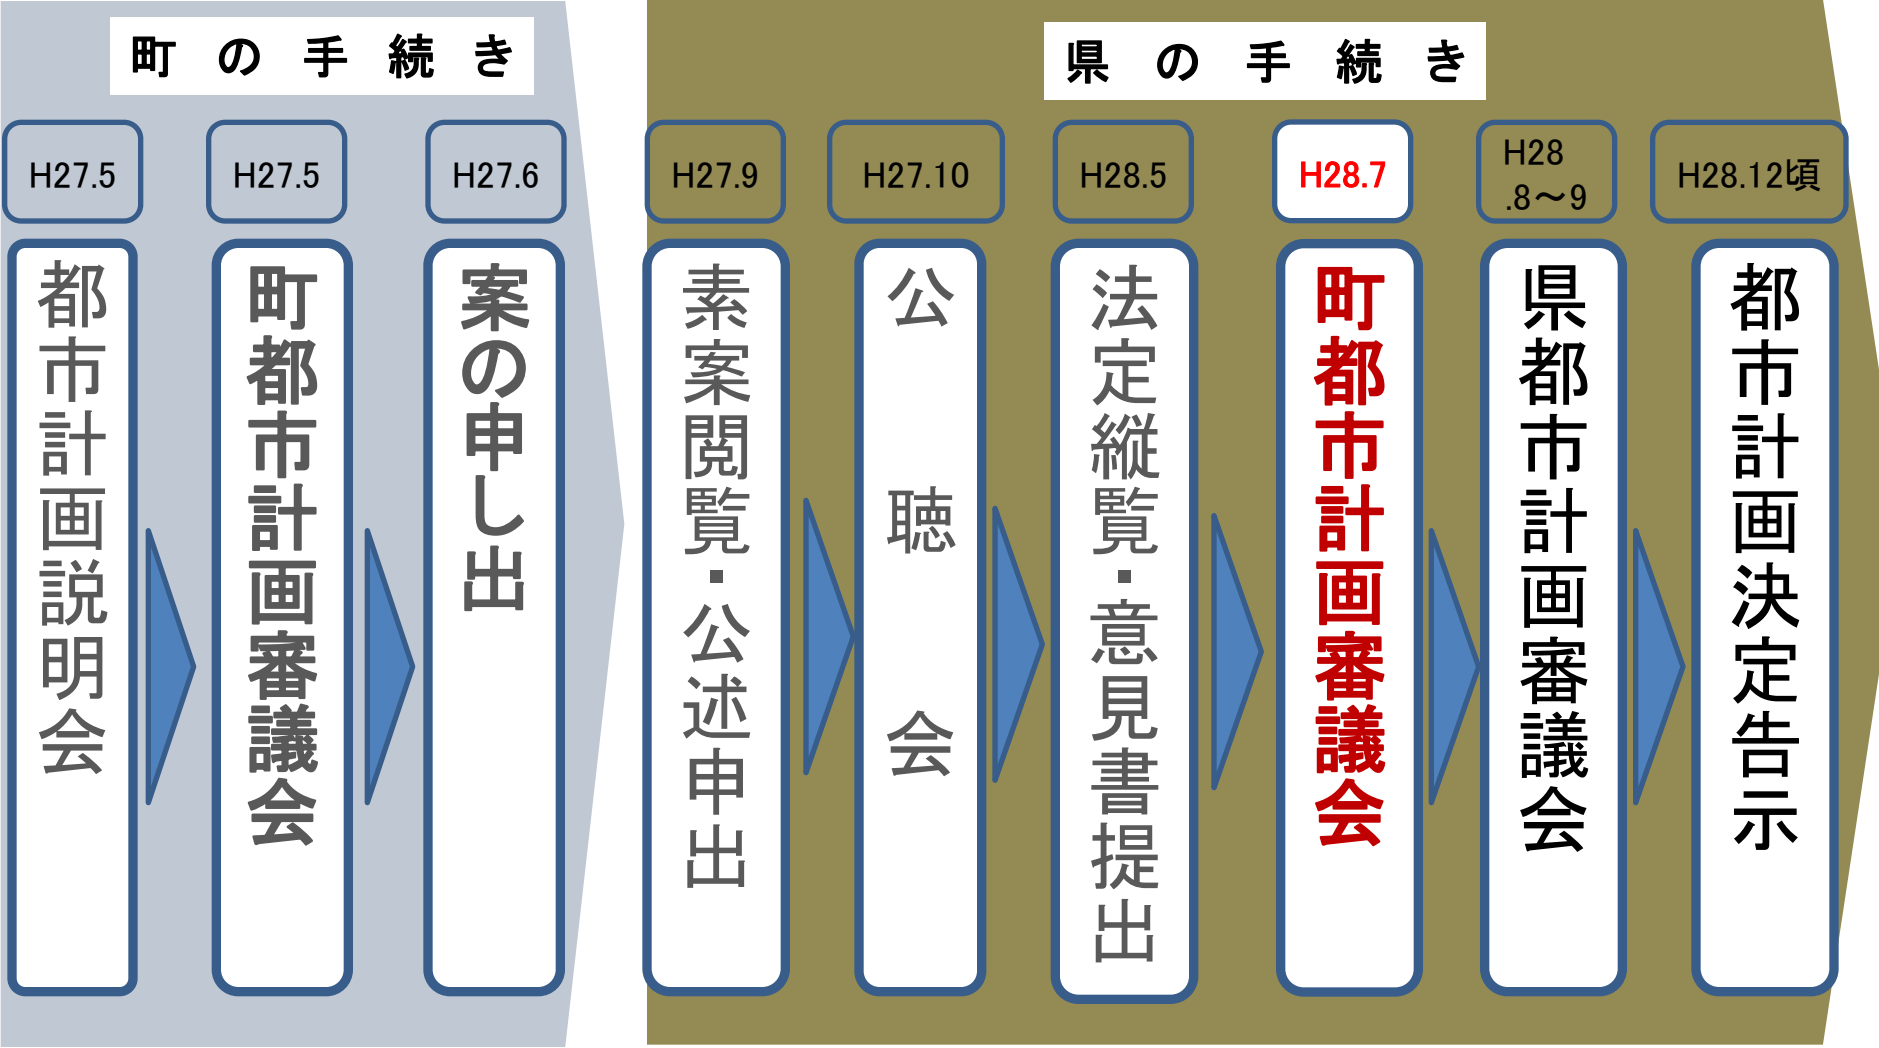 町の手続き
H27.5
都市計画説明会
H27.5
町都市計画審議会
H27.6
案の申し出
県の手続き
H27.9
素案閲覧・公述申出
H27.10
公聴会
H28.5
法定縦覧・意見書提出
H28.7
町都市計画審議会
H28
.8～9
県都市計画審議会
H28.12頃
都市計画決定告示